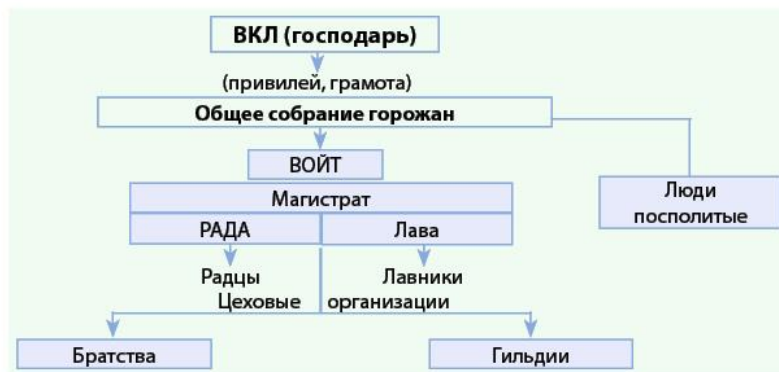 ВКЛ (господарь)
(привилей, грамота)
Общее собрание горожан
ВОЙТ
Люди
посполитые
Магистрат
РАДА Лава
Радцы Лавники
Цеховые организации
Братства Гильдии